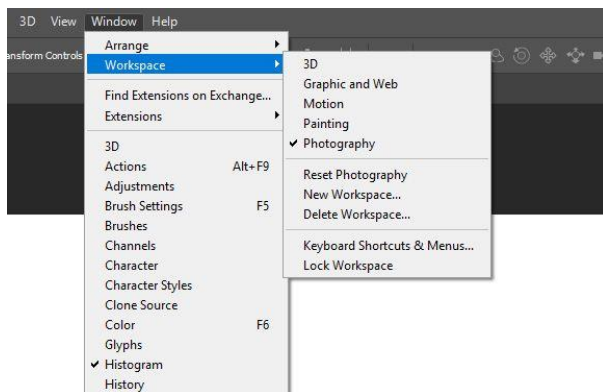 3D View Window Help
ansform Controls
Arrange
Workspace
Find Extensions on Exchange...
Extensions
3D
Actions Alt+F9
Adjustments
Brush Settings F5
Brushes
Channels
Character
Character Styles
Clone Source
Color F6
Glyphs
Histogram
History
3D
Graphic and Web
Motion
Painting
Photography
Reset Photography
New Workspace...
Delete Workspace...
Keyboard Shortcuts & Menus...
Lock Workspace